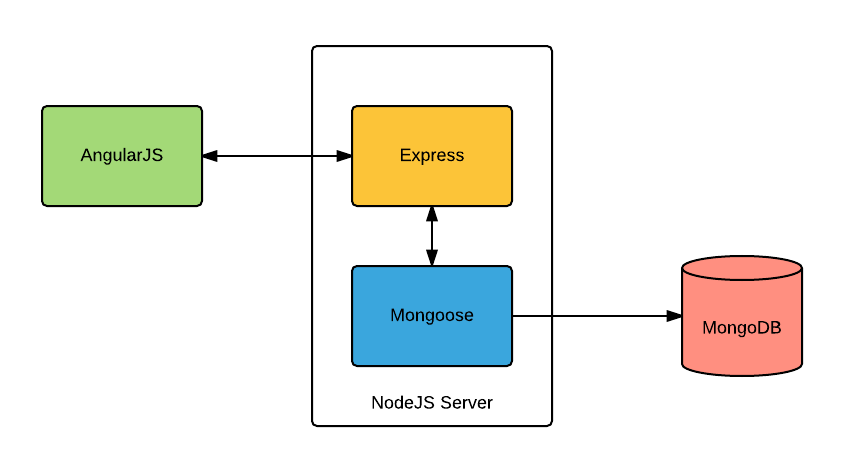 AngularJS
Express
Mongoose
MongoDB
NodeJS Server